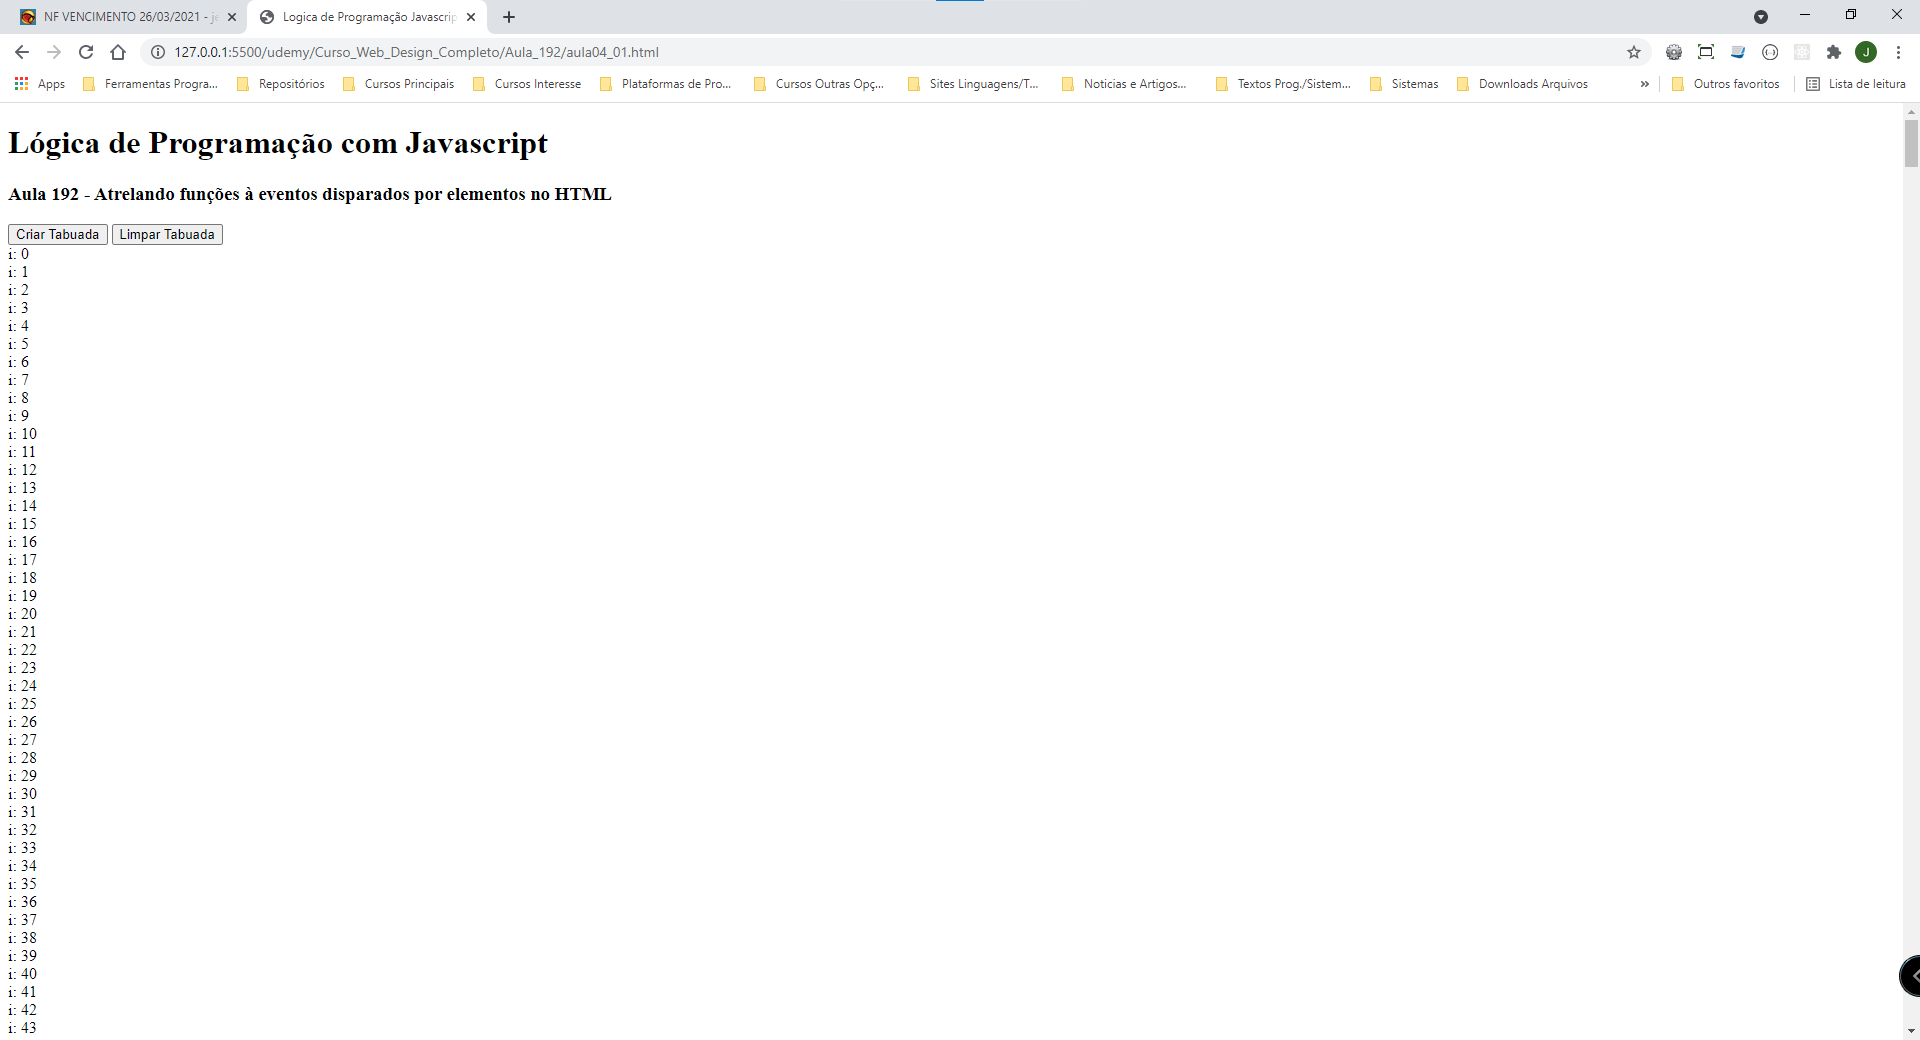 NF VENCIMENTO 26/03/2021 - je
Logica de Programação Javascrip
127.0.0.1:5500/udemy/Curso_Web_Design_Completo/Aula_192/aula04_01.html
J
Apps Ferramentas Progra... Repositórios Cursos Principais Cursos Interesse Plataformas de Pro... Cursos Outras Opç... Sites Linguagens/T... Noticias e Artigos... Textos Prog./Sistem... Sistemas Downloads Arquivos » Outros favoritos Lista de leitura
Lógica de Programação com Javascript
Aula 192 - Atrelando funções à eventos disparados por elementos no HTML
Criar Tabuada Limpar Tabuada
i: 0
i: 1
i: 2
i: 3
i: 4
i: 5
i: 6
i: 7
i: 8
i: 9
i: 10
i: 11
i: 12
i: 13
i: 14
i: 15
i: 16
i: 17
i: 18
i: 19
i: 20
i: 21
i: 22
i: 23
i: 24
i: 25
i: 26
i: 27
i: 28
i: 29
i: 30
i: 31
i: 32
i: 33
i: 34
i: 35
i: 36
i: 37
i: 38
i: 39
i: 40
i: 41
i: 42
i: 43